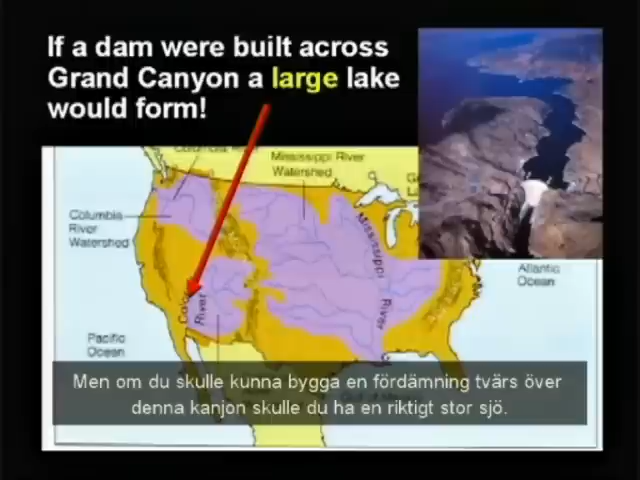 If a dam were built across
Grand Canyon a large lake
would form!
Mississippi River
Watershed
Columbia
River
Watershed
Mississippi River
River
Atlantic
Ocean
Pacific
Ocean
Men om du skulle kunna bygga en fördämning tvärs över
denna kanjon skulle du ha en riktigt stor sjö.